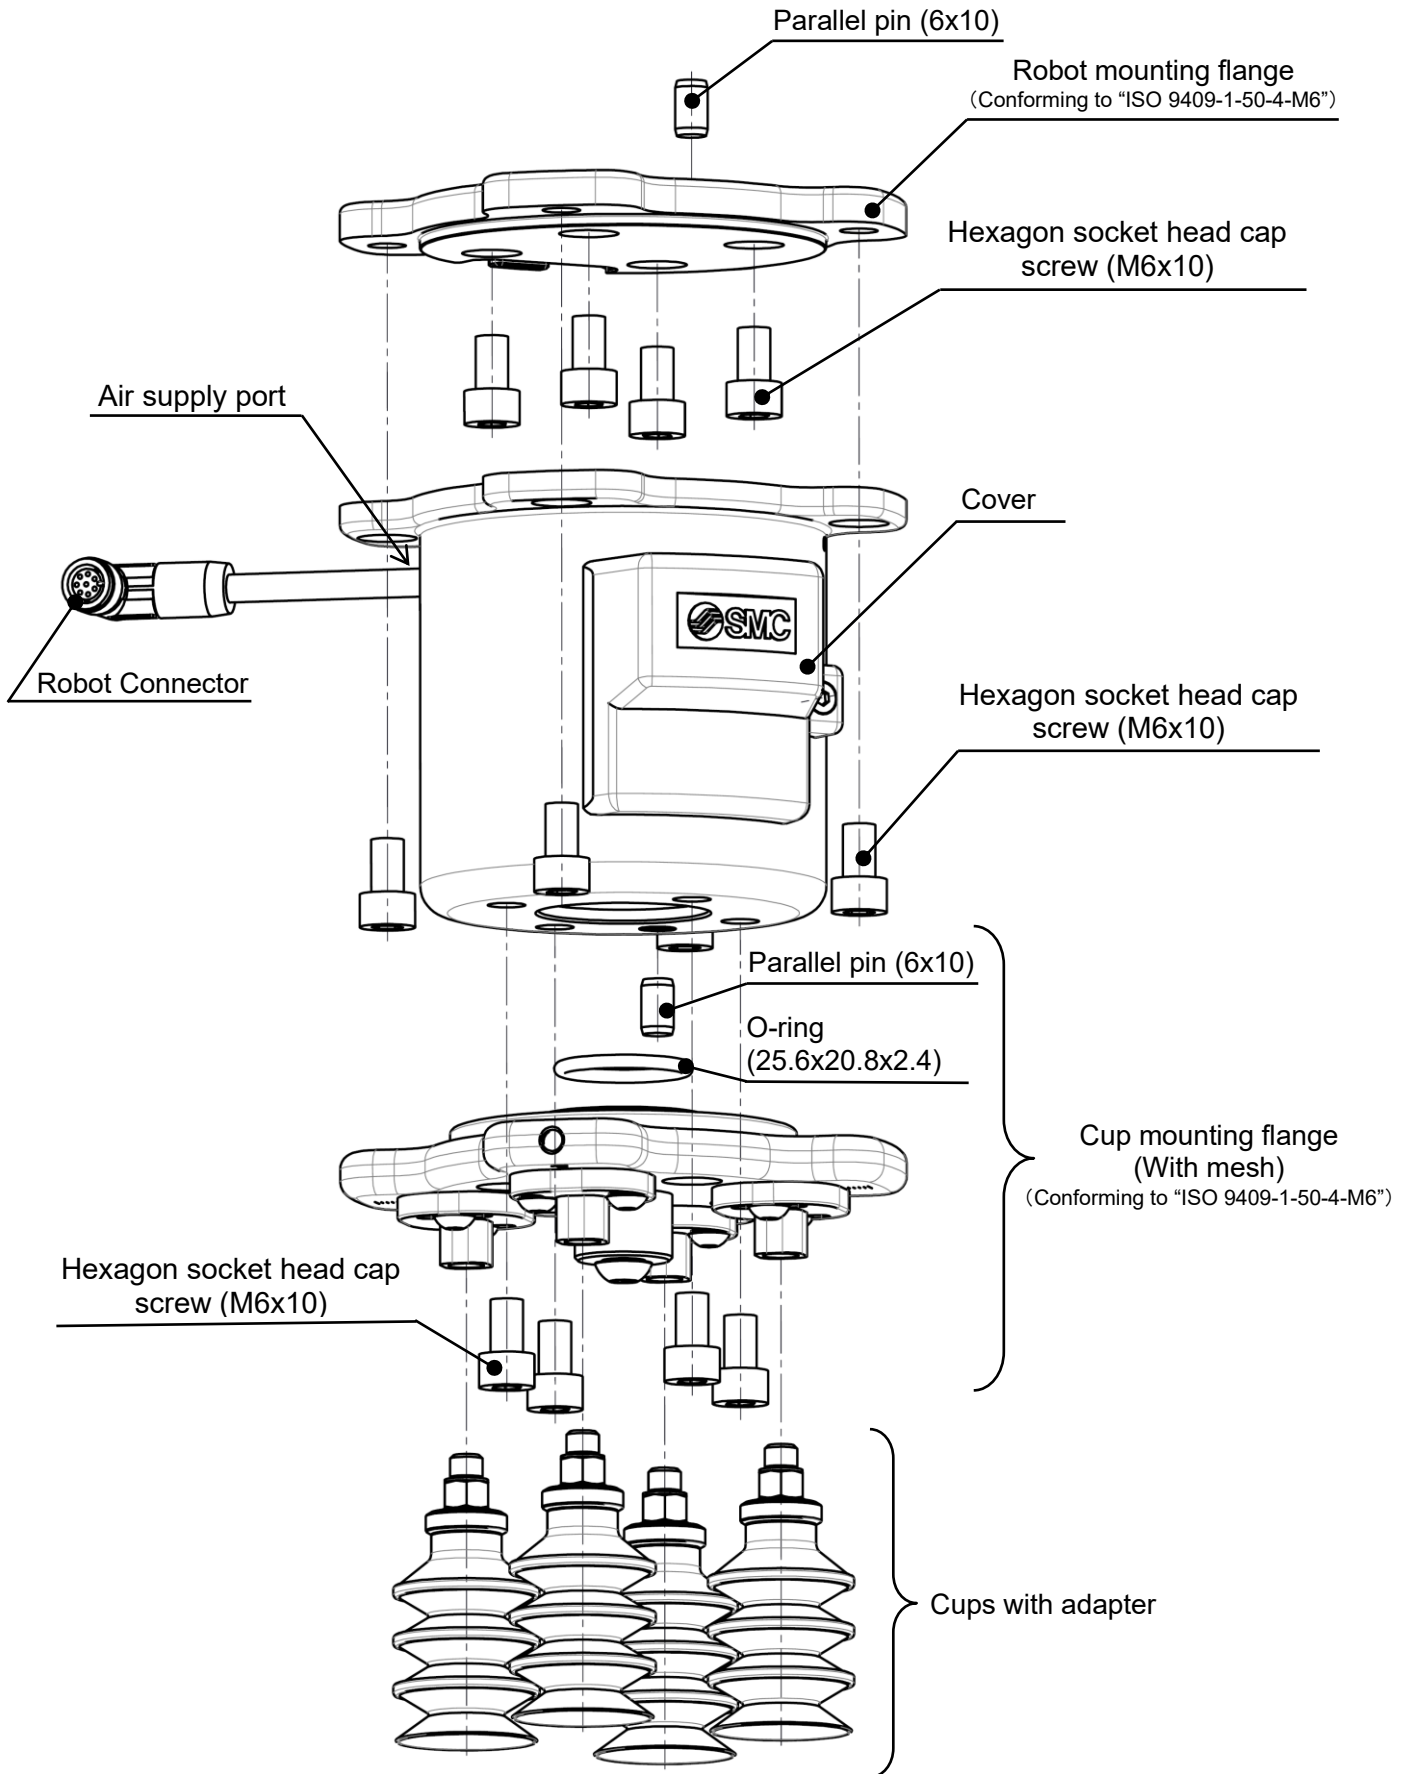 Parallel pin (6x10)
Robot mounting flange
（Conforming to “ISO 9409-1-50-4-M6”）
Hexagon socket head cap
screw (M6x10)
Air supply port
Cover
SMC
Robot Connector
Hexagon socket head cap
screw (M6x10)
Parallel pin (6x10)
O-ring
(25.6x20.8x2.4)
Cup mounting flange
(With mesh)
（Conforming to “ISO 9409-1-50-4-M6”）
Hexagon socket head cap
screw (M6x10)
Cups with adapter